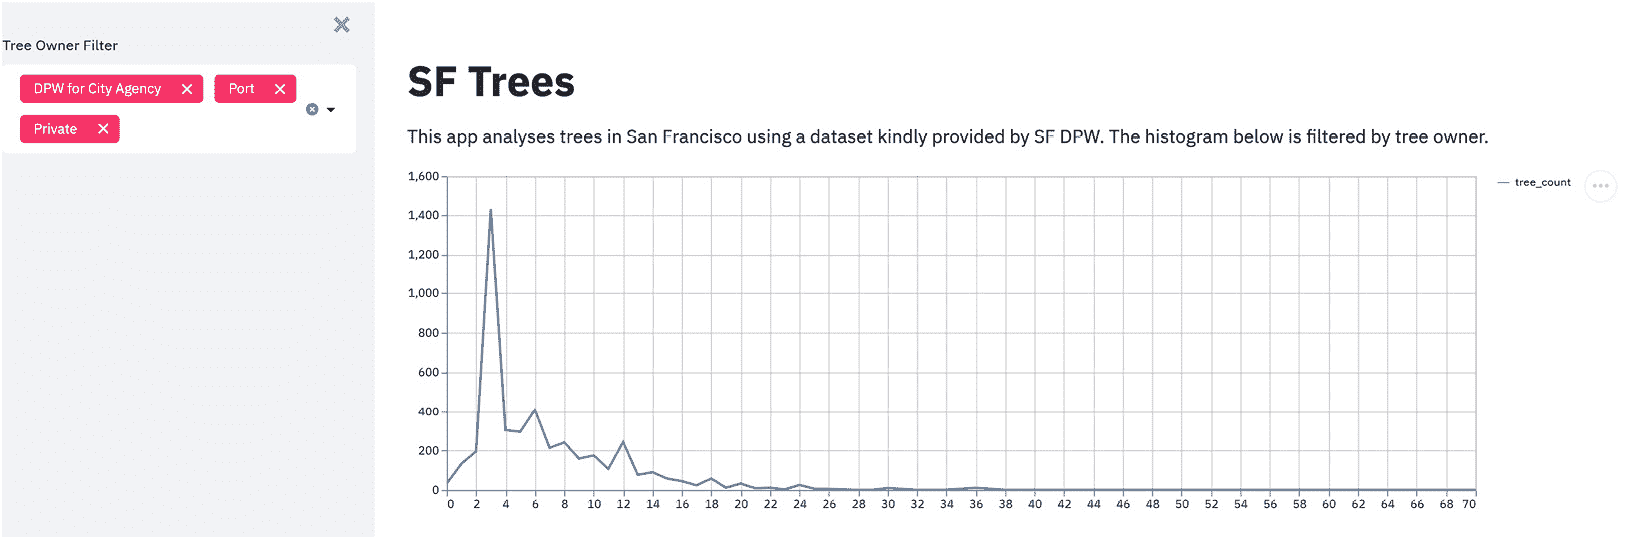 Tree Owner Filter
DPW for City Agency
Port
Private
SF Trees
This app analyses trees in San Francisco using a dataset kindly provided by SF DPW. The histogram below is filtered by tree owner.
1,600
1,400
1,200
1,000
800
600
400
200
0
0 2 4 6 8 10 12 14 16 18 20 22 24 26 28 30 32 34 36 38 40 42 44 46 48 50 52 54 56 58 60 62 64 66 68 70
tree_count